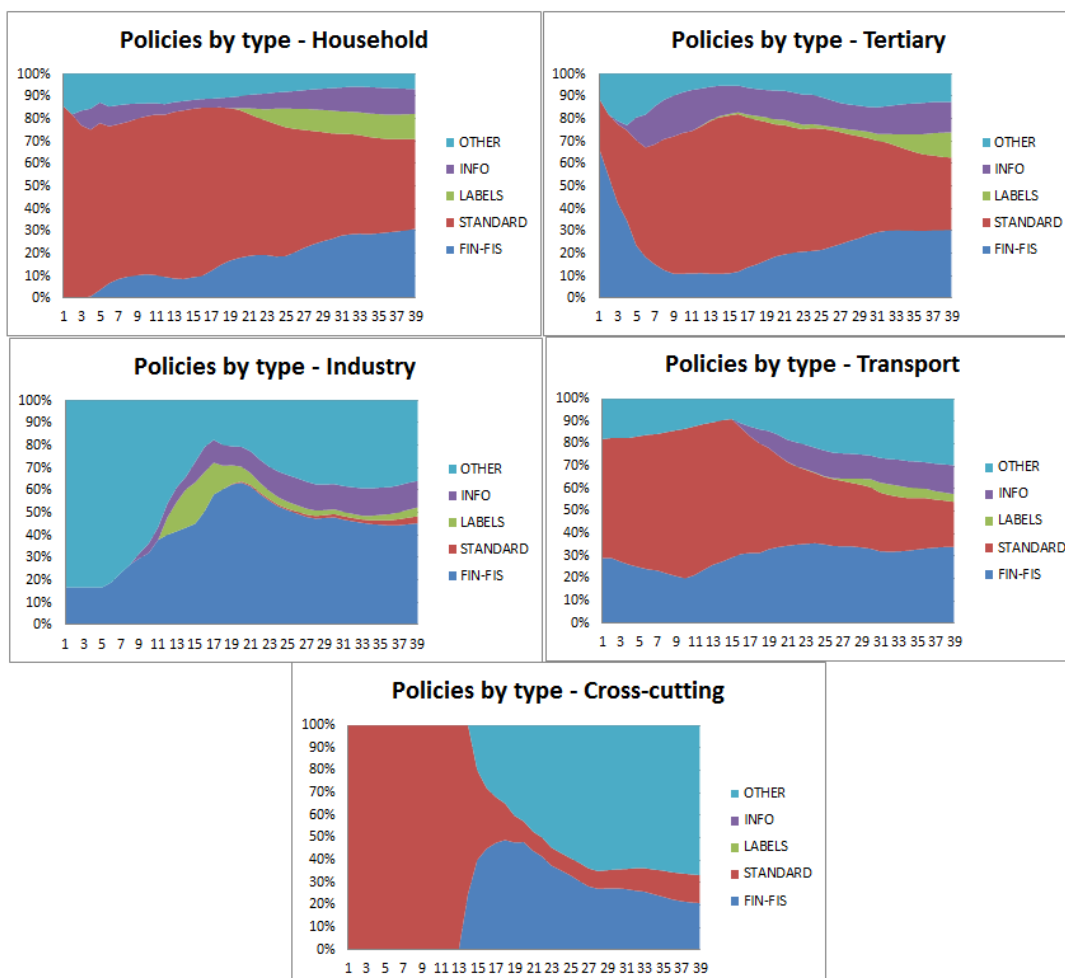 Policies by type - Household
100%
90%
80%
70%
60%
50%
40%
30%
20%
10%
0%
1 3 5 7 9 11 13 15 17 19 21 23 25 27 29 31 33 35 37 39
OTHER
INFO
LABELS
STANDARD
FIN-FIS
Policies by type - Tertiary
100%
90%
80%
70%
60%
50%
40%
30%
20%
10%
0%
1 3 5 7 9 11 13 15 17 19 21 23 25 27 29 31 33 35 37 39
OTHER
INFO
LABELS
STANDARD
FIN-FIS
Policies by type - Industry
100%
90%
80%
70%
60%
50%
40%
30%
20%
10%
0%
1 3 5 7 9 11 13 15 17 19 21 23 25 27 29 31 33 35 37 39
OTHER
INFO
LABELS
STANDARD
FIN-FIS
Policies by type - Transport
100%
90%
80%
70%
60%
50%
40%
30%
20%
10%
0%
1 3 5 7 9 11 13 15 17 19 21 23 25 27 29 31 33 35 37 39
OTHER
INFO
LABELS
STANDARD
FIN-FIS
Policies by type - Cross-cutting
100%
90%
80%
70%
60%
50%
40%
30%
20%
10%
0%
1 3 5 7 9 11 13 15 17 19 21 23 25 27 29 31 33 35 37 39
OTHER
INFO
LABELS
STANDARD
FIN-FIS